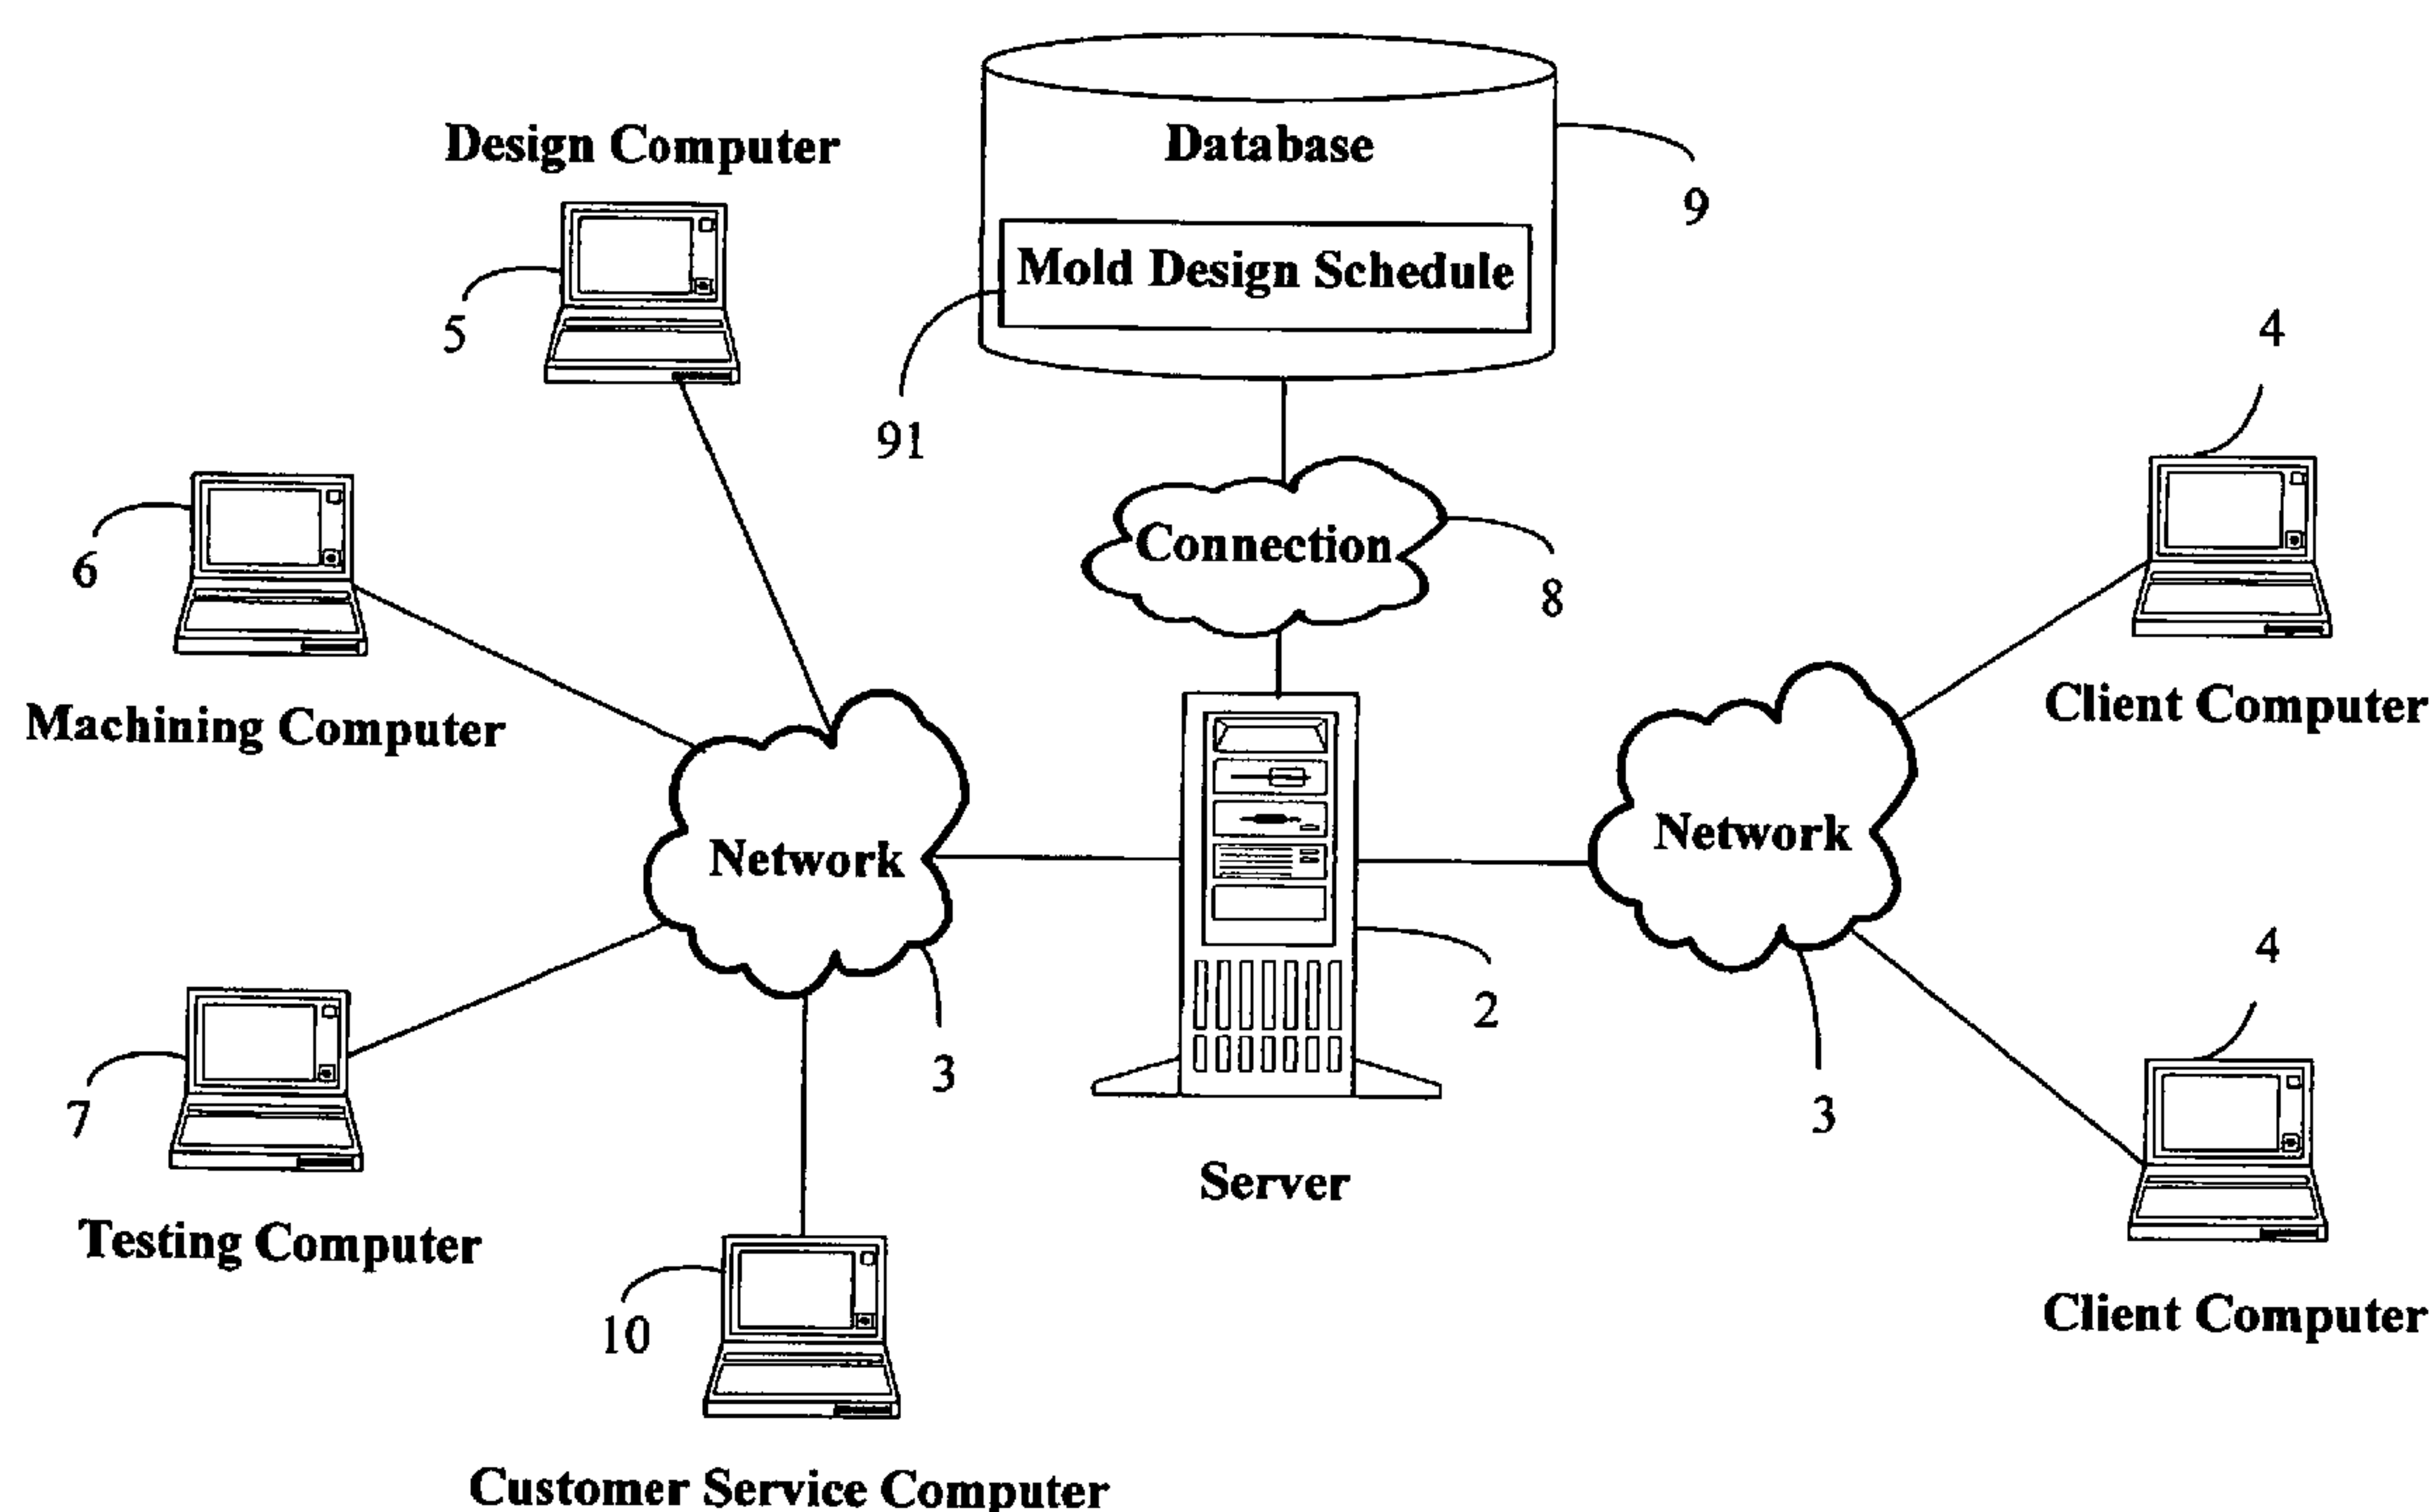 Design Computer
Database
9
Mold Design Schedule
5
91
4
Connection
6
8
Machining Computer
Client Computer
Network
Network
4
2
3
3
7
Server
Testing Computer
10
Client Computer
Customer Service Computer